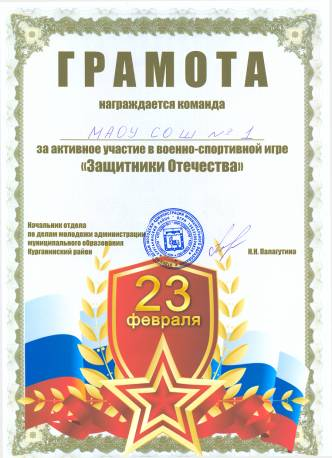 ГРАМОТА
награждается команда
МАОУ СОШ № 1
за активное участие в военно-спортивной игре
«Защитники Отечества»
Начальник отдела
по делам молодежи администрации
муниципального образования
Курганинский район
Н.Н. Палагутина
23
февраля